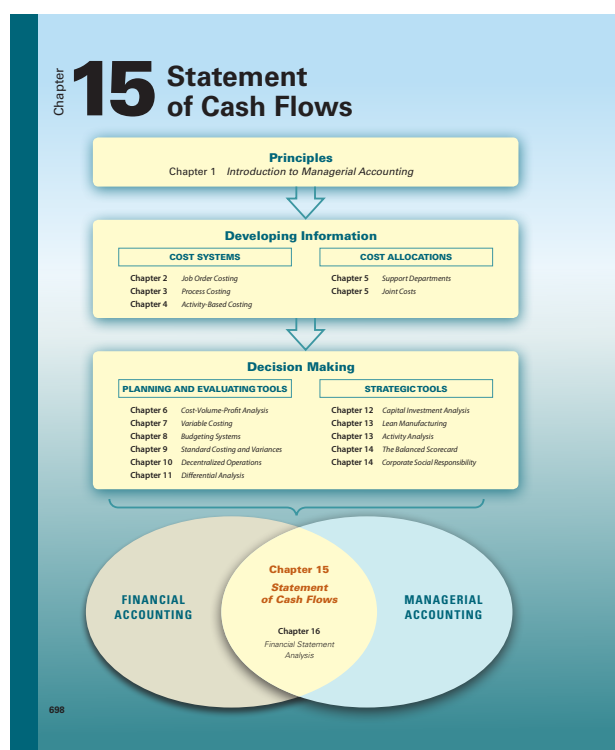 Chapter
15 Statement
of Cash Flows
Principles
Chapter 1 Introduction to Managerial Accounting
Developing Information
COST SYSTEMS
Chapter 2 Job Order Costing
Chapter 3 Process Costing
Chapter 4 Activity-Based Costing
COST ALLOCATIONS
Chapter 5 Support Departments
Chapter 5 Joint Costs
Decision Making
PLANNING AND EVALUATING TOOLS
Chapter 6 Cost-Volume-Profit Analysis
Chapter 7 Variable Costing
Chapter 8 Budgeting Systems
Chapter 9 Standard Costing and Variances
Chapter 10 Decentralized Operations
Chapter 11 Differential Analysis
STRATEGIC TOOLS
Chapter 12 Capital Investment Analysis
Chapter 13 Lean Manufacturing
Chapter 13 Activity Analysis
Chapter 14 The Balanced Scorecard
Chapter 14 Corporate Social Responsibility
FINANCIAL
ACCOUNTING
Chapter 15
Statement
of Cash Flows
Chapter 16
Financial Statement
Analysis
MANAGERIAL
ACCOUNTING
698